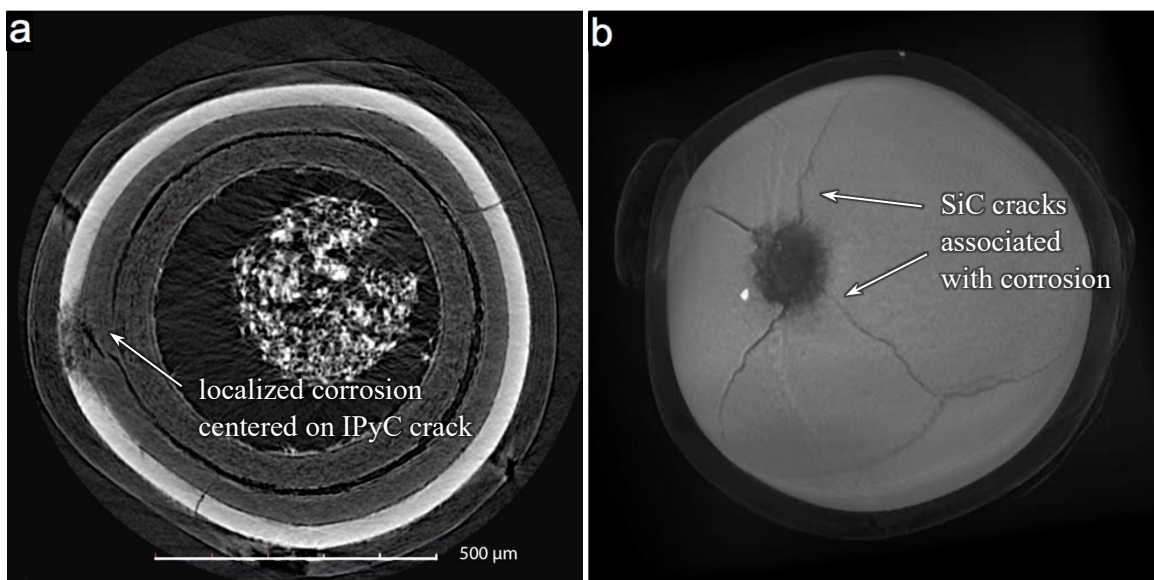 a
b
SiC cracks
associated
with corrosion
localized corrosion
centered on IPyC crack
500 µm